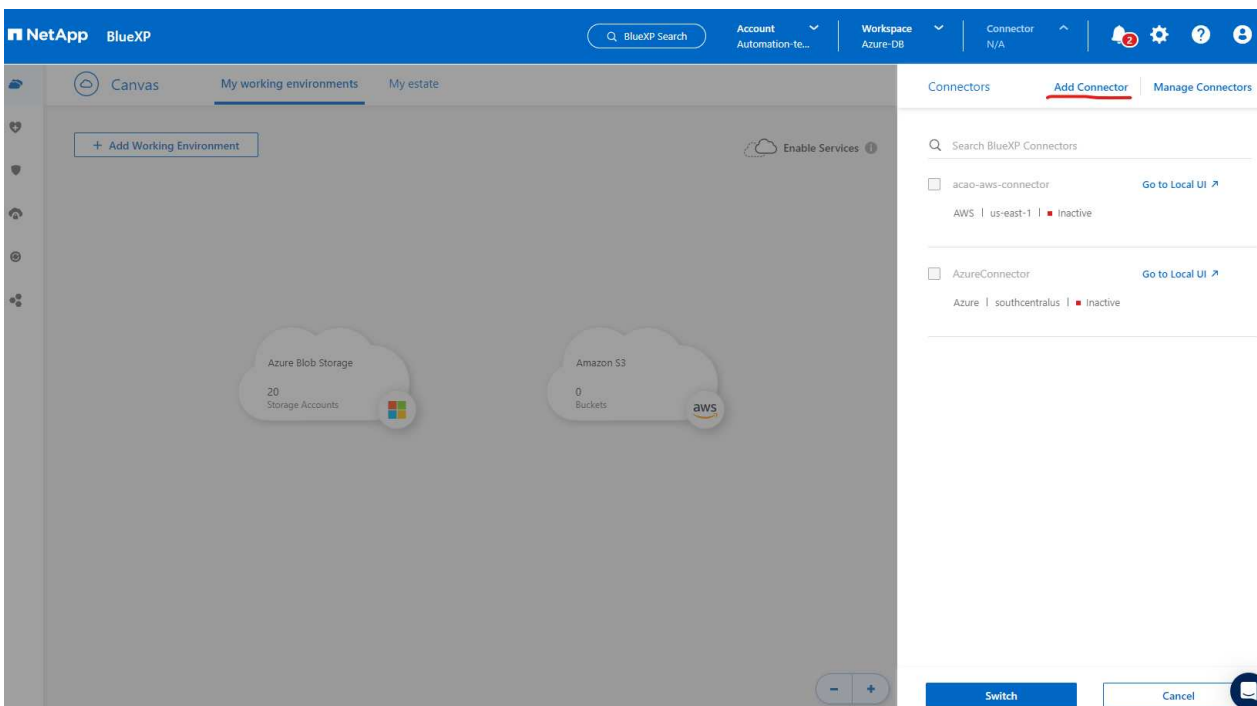 NetApp BlueXP
BlueXP Search
Account
Automation-te...
Workspace
Azure-DB
Connector
N/A
2
Canvas
My working environments
My estate
+ Add Working Environment
Enable Services
Azure Blob Storage
20
Storage Accounts
Amazon S3
0
Buckets
aws
Connectors
Add Connector
Manage Connectors
Search BlueXP Connectors
acao-aws-connector
Go to Local UI
AWS | us-east-1 | Inactive
AzureConnector
Go to Local UI
Azure | southcentralus | Inactive
Switch
Cancel